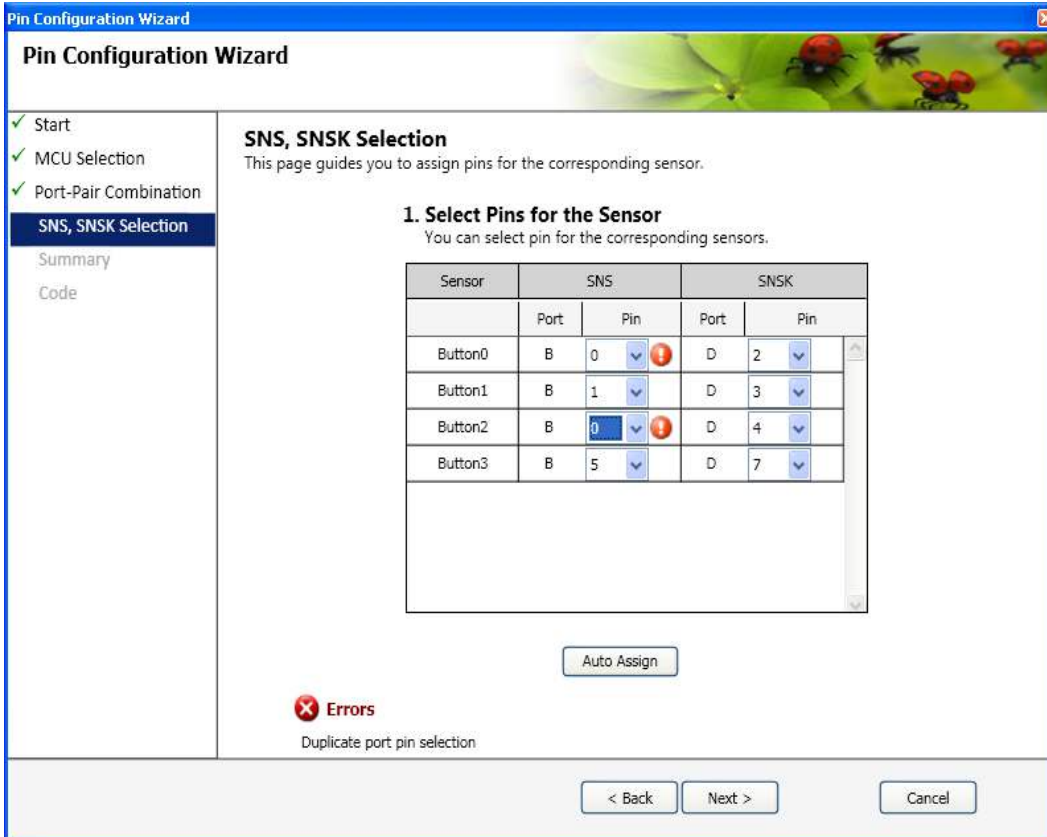 Pin Configuration Wizard
Pin Configuration Wizard
Start
MCU Selection
Port-Pair Combination
SNS, SNSK Selection
Summary
Code
SNS, SNSK Selection
This page guides you to assign pins for the corresponding sensor.
1. Select Pins for the Sensor
You can select pin for the corresponding sensors.
Sensor SNS SNSK
Port Pin Port Pin
Button0 B 0 D 2
Button1 B 1 D 3
Button2 B 0 D 4
Button3 B 5 D 7
Auto Assign
Errors
Duplicate port pin selection
< Back Next > Cancel